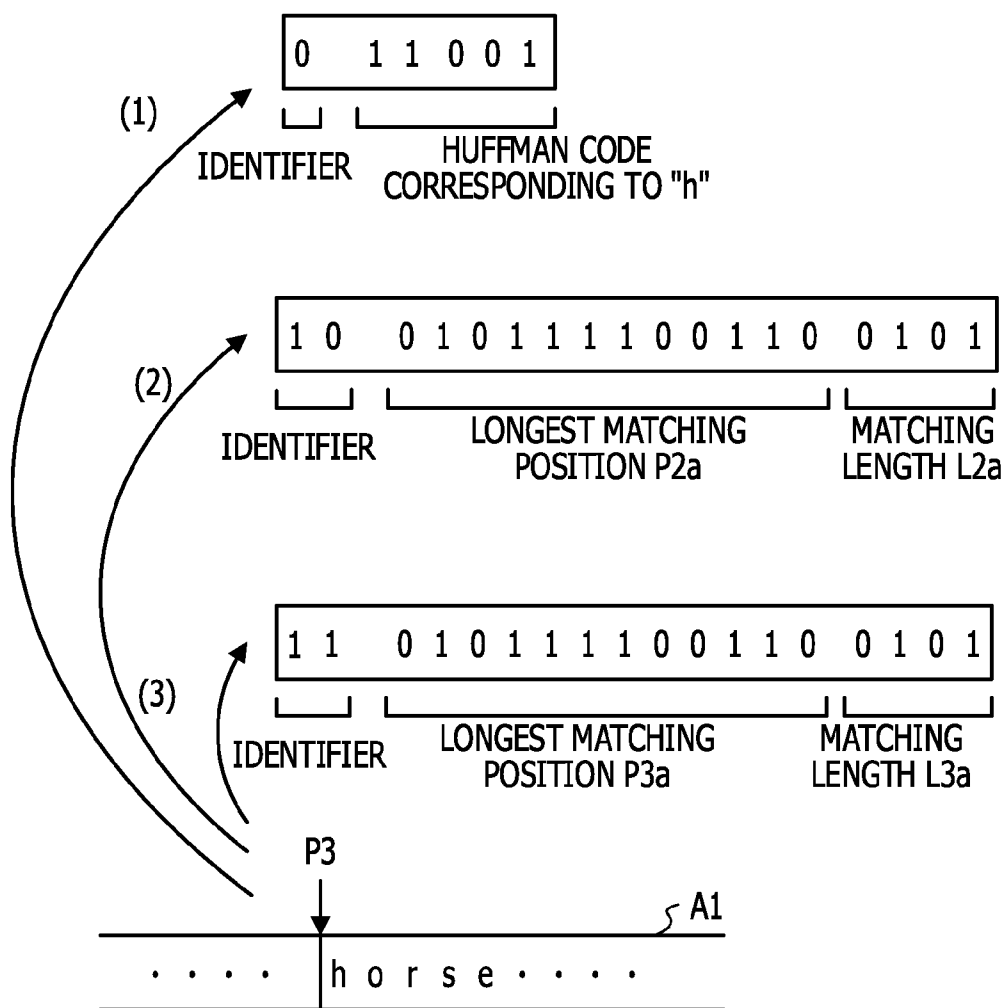 0 1 1 0 0 1
(1)
IDENTIFIER
HUFFMAN CODE
CORRESPONDING TO "h"
1 0 0 1 0 1 1 1 1 0 0 1 1 0 0 1 0 1
(2)
IDENTIFIER
LONGEST MATCHING
POSITION P2a
MATCHING
LENGTH L2a
1 1 0 1 0 1 1 1 1 0 0 1 1 0 0 1 0 1
(3)
IDENTIFIER
LONGEST MATCHING
POSITION P3a
MATCHING
LENGTH L3a
P3
A1
· · · · h o r s e · · · ·